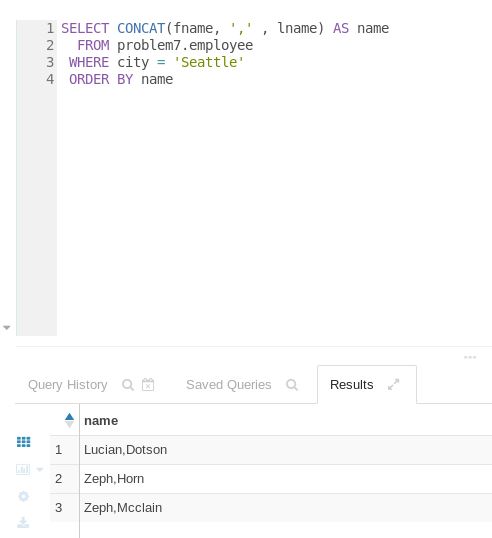 1 SELECT CONCAT(fname, ',' , lname) AS name
2 FROM problem7.employee
3 WHERE city = 'Seattle'
4 ORDER BY name
Query History Saved Queries Results
name
1 Lucian,Dotson
2 Zeph,Horn
3 Zeph,Mcclain